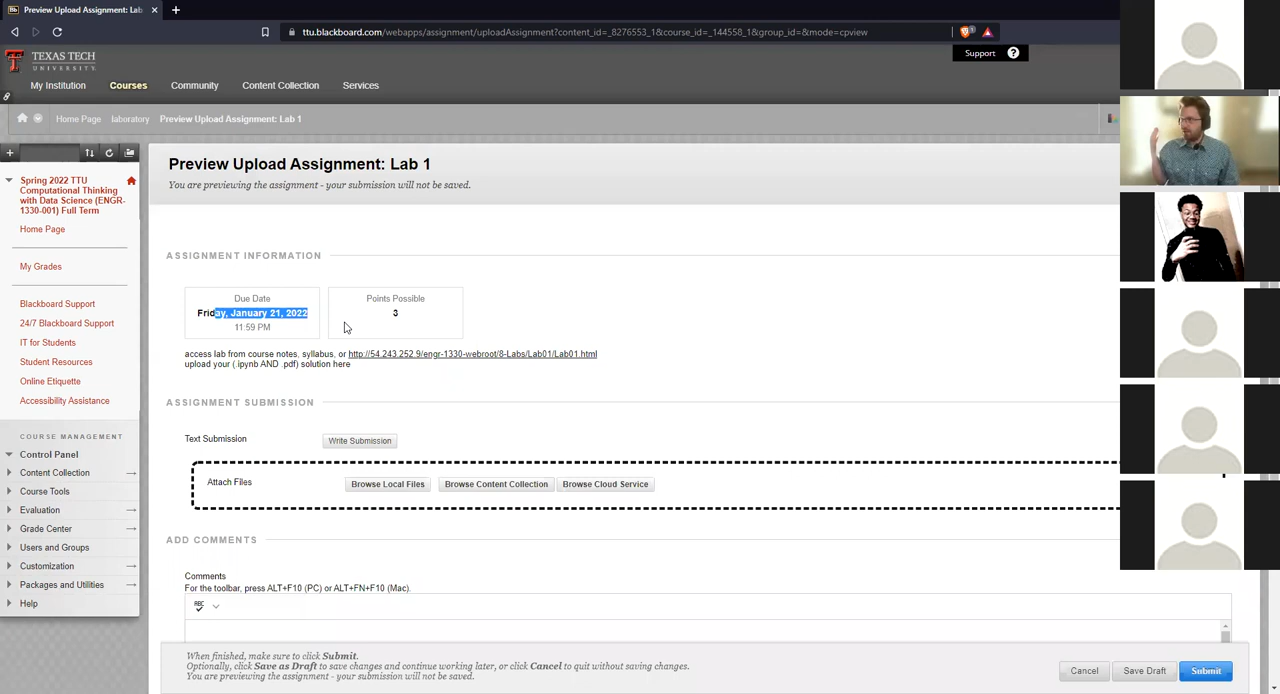 Preview Upload Assignment: Lab
ttu.blackboard.com/webapps/assignment/uploadAssignment?content_id=_8276553_1&course_id=_144558_1&group_id=&mode=cpview
Support ?
TEXAS TECH
UNIVERSITY
My Institution Courses Community Content Collection Services
Home Page laboratory Preview Upload Assignment: Lab 1
Spring 2022 TTU
Computational Thinking
with Data Science (ENGR-
1330-001) Full Term
Home Page
My Grades
Blackboard Support
24/7 Blackboard Support
IT for Students
Student Resources
Online Etiquette
Accessibility Assistance
COURSE MANAGEMENT
Control Panel
Content Collection
Course Tools
Evaluation
Grade Center
Users and Groups
Customization
Packages and Utilities
Help
Preview Upload Assignment: Lab 1
You are previewing the assignment - your submission will not be saved.
ASSIGNMENT INFORMATION
Due Date
Friday, January 21, 2022
11:59 PM
Points Possible
3
access lab from course notes, syllabus, or http://54.243.252.9/engr-1330-webroot/8-Labs/Lab01/Lab01.html
upload your (.ipynb AND .pdf) solution here
ASSIGNMENT SUBMISSION
Text Submission Write Submission
Attach Files Browse Local Files Browse Content Collection Browse Cloud Service
ADD COMMENTS
Comments
For the toolbar, press ALT+F10 (PC) or ALT+FN+F10 (Mac).
ABC
When finished, make sure to click Submit.
Optionally, click Save as Draft to save changes and continue working later, or click Cancel to quit without saving changes.
You are previewing the assignment - your submission will not be saved.
Cancel Save Draft Submit